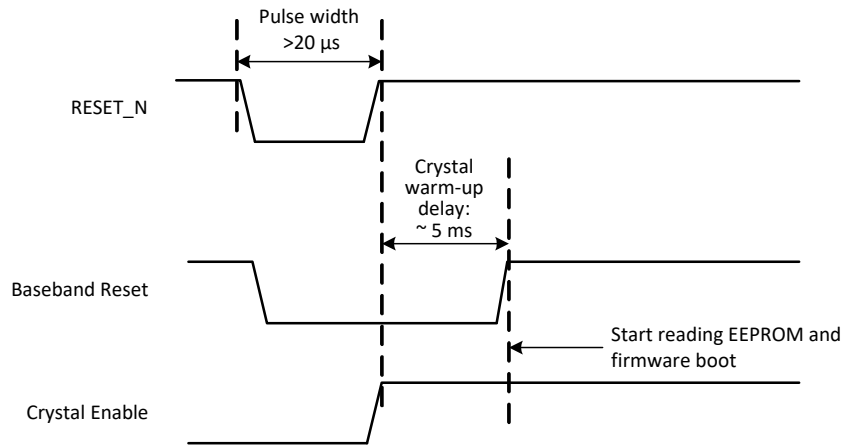 Pulse width
>20 µs
RESET_N
Crystal
warm-up
delay:
~ 5 ms
Baseband Reset
Start reading EEPROM and
firmware boot
Crystal Enable